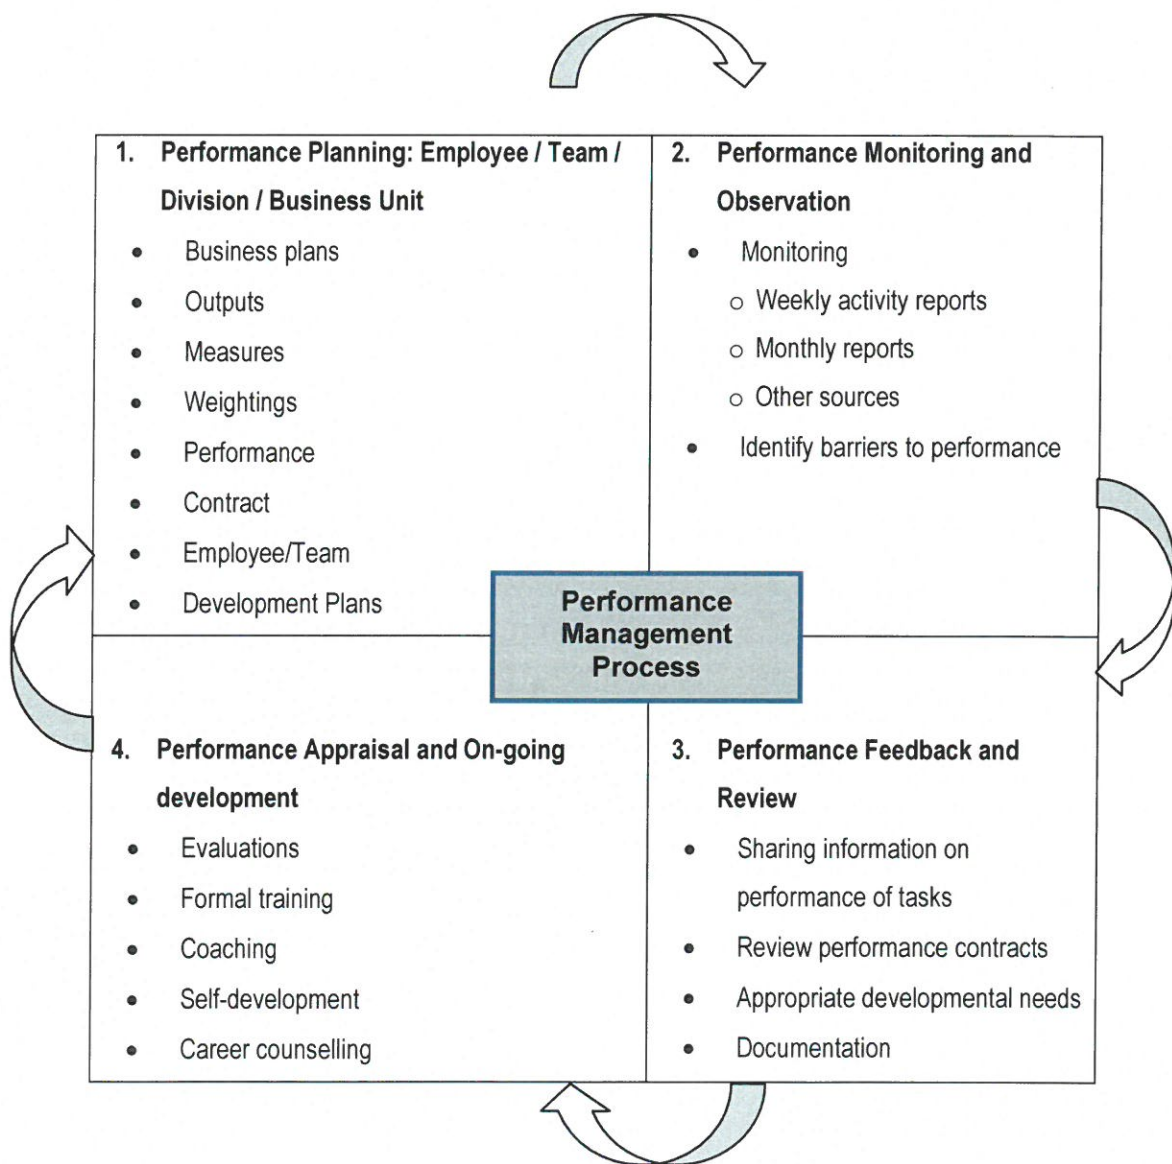 1. Performance Planning: Employee / Team /
Division / Business Unit
• Business plans
• Outputs
• Measures
• Weightings
• Performance
• Contract
• Employee/Team
• Development Plans
2. Performance Monitoring and
Observation
• Monitoring
o Weekly activity reports
o Monthly reports
o Other sources
• Identify barriers to performance
Performance
Management
Process
4. Performance Appraisal and On-going
development
• Evaluations
• Formal training
• Coaching
• Self-development
• Career counselling
3. Performance Feedback and
Review
• Sharing information on
performance of tasks
• Review performance contracts
• Appropriate developmental needs
• Documentation